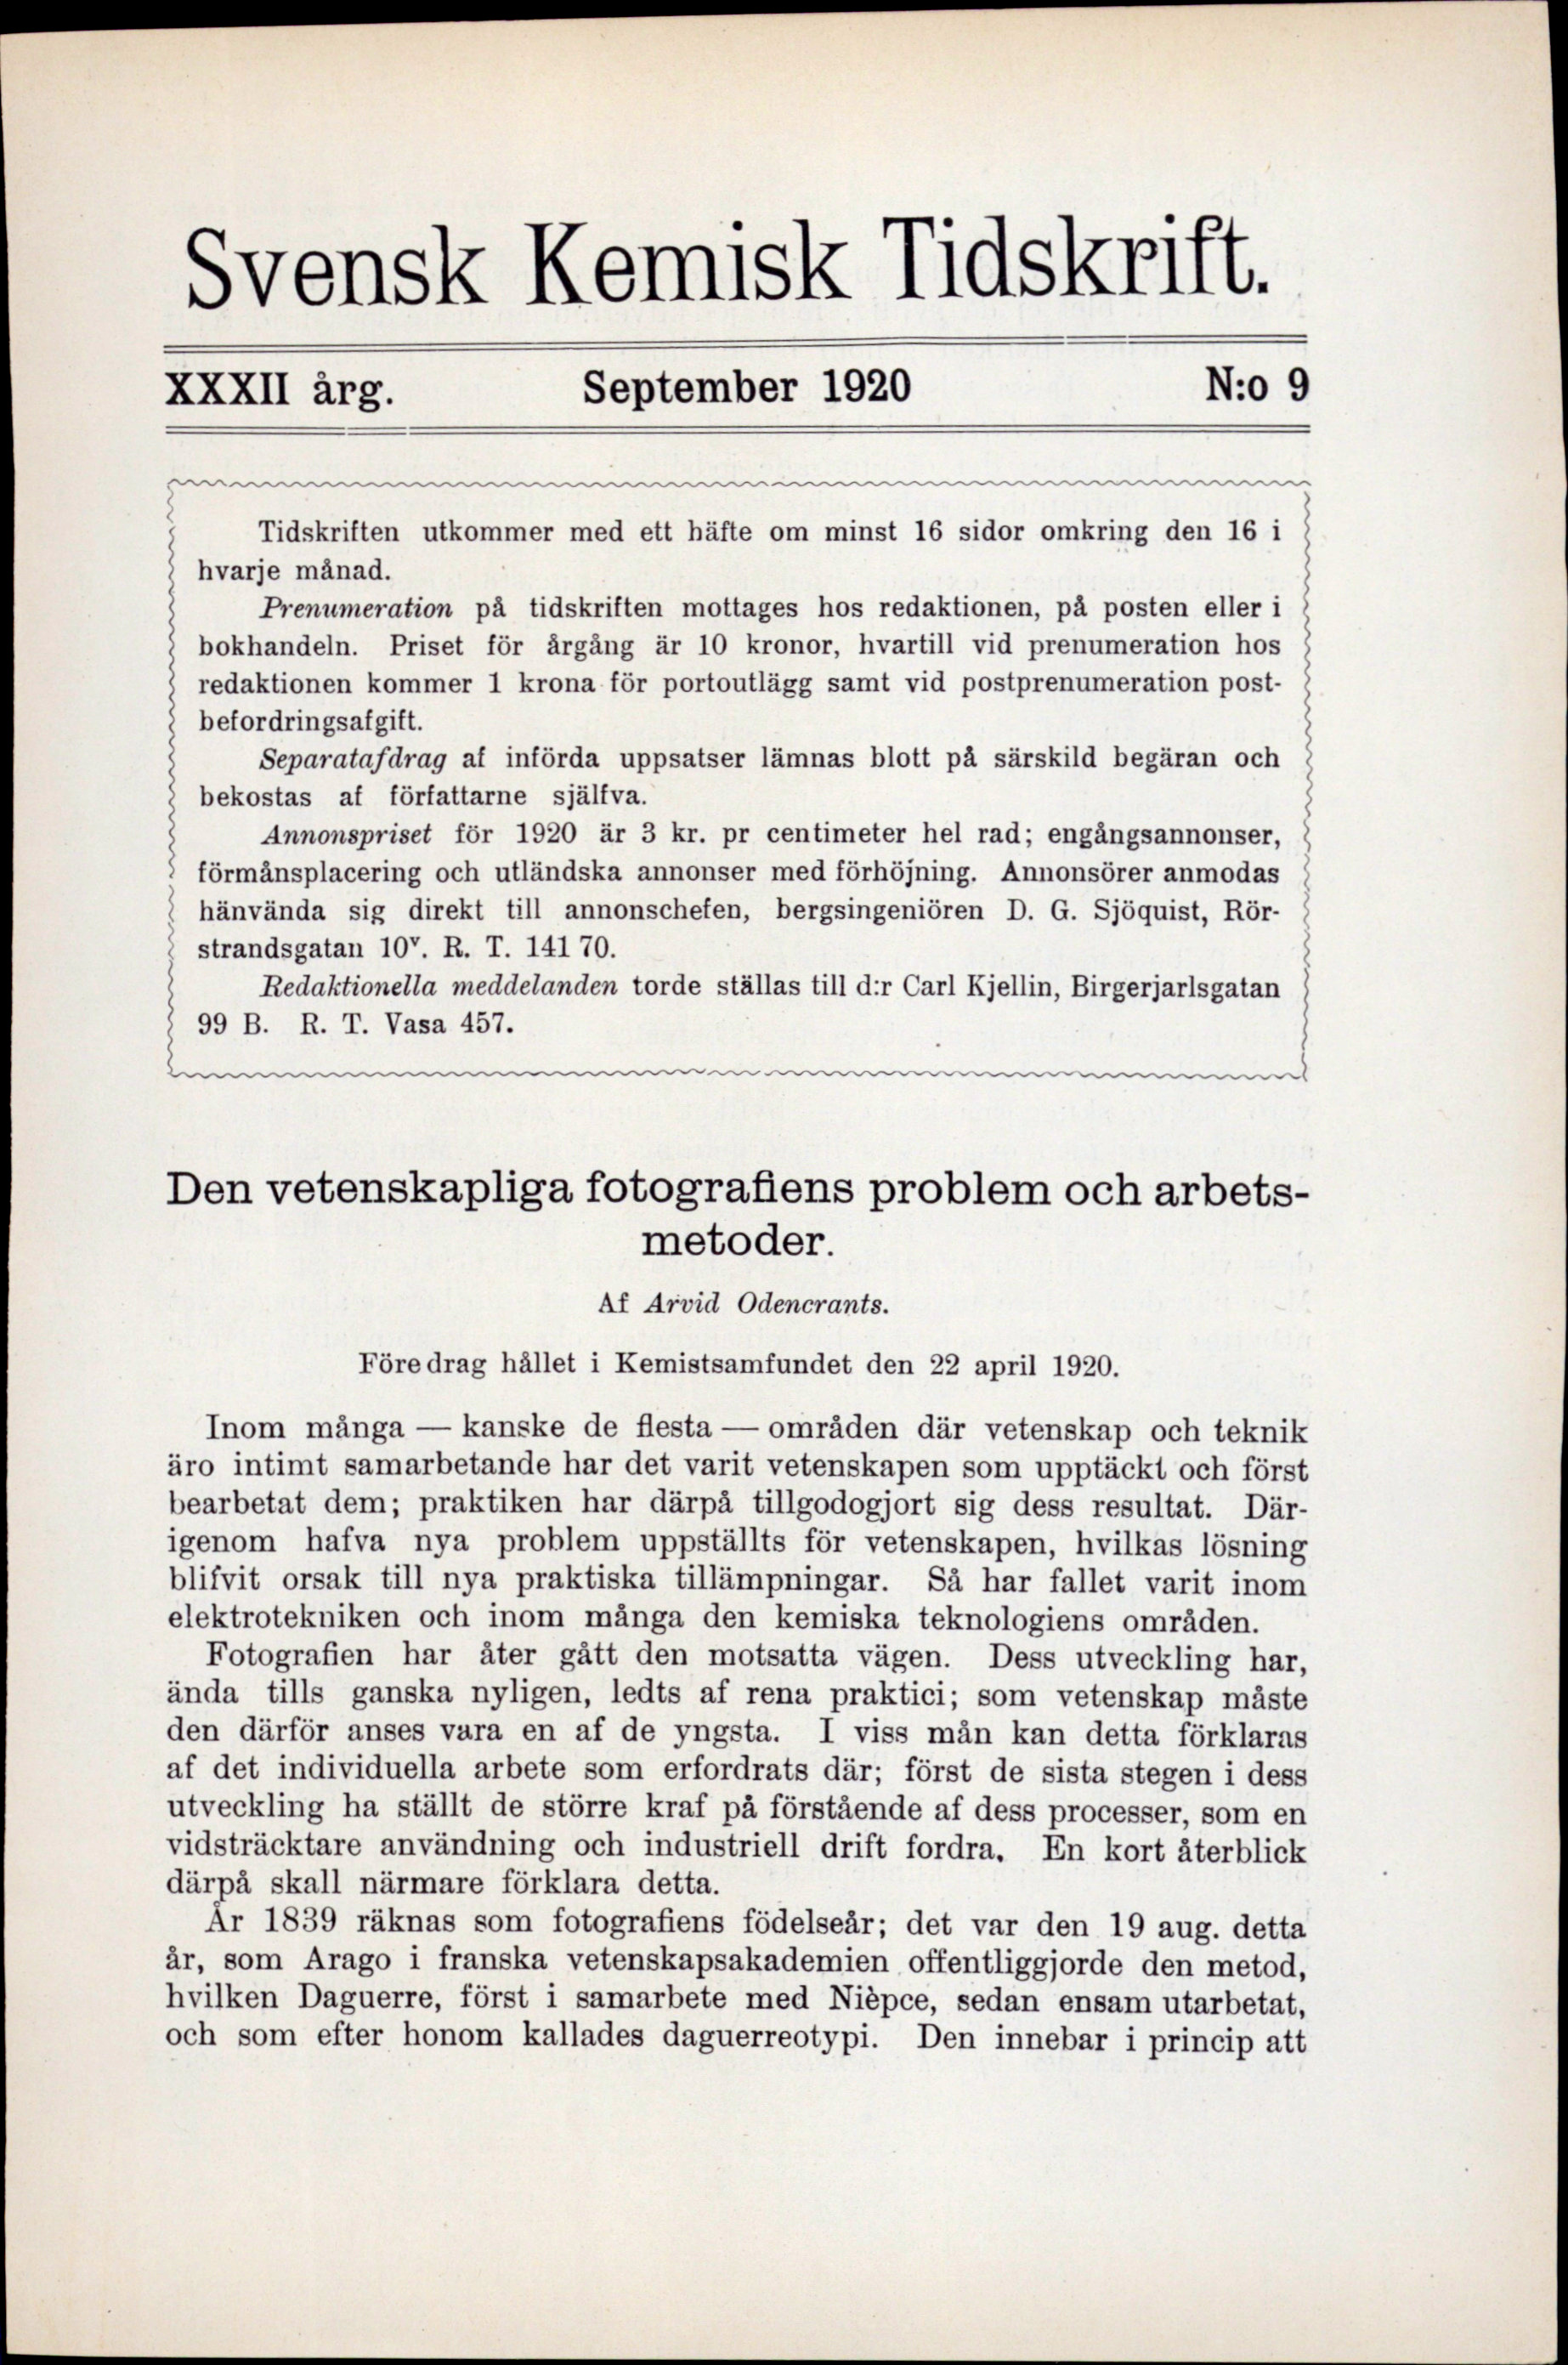 Svensk Kemisk Tidskrift.
XXXII årg. September 1920 N:o 9
Tidskriften utkommer med ett häfte om minst 16 sidor omkring den 16 i
hvarje månad.
Prenumeration på tidskriften mottages hos redaktionen, på posten eller i
bokhandeln. Priset för årgång är 10 kronor, hvartill vid prenumeration hos
redaktionen kommer 1 krona för portoutlägg samt vid postprenumeration post-
befordringsafgift.
Separatafdrag af införda uppsatser lämnas blott på särskild begäran och
bekostas af författarne själfva.
Annonspriset för 1920 är 3 kr. pr centimeter hel rad; engångsannonser,
förmånsplacering och utländska annonser med förhöjning. Annonsörer anmodas
hänvända sig direkt till annonschefen, bergsingeniören D. G. Sjöquist, Rör-
strandsgatan 10ᵛ. R. T. 141 70.
Redaktionella meddelanden torde ställas till d:r Carl Kjellin, Birgerjarlsgatan
99 B. R. T. Vasa 457.
Den vetenskapliga fotografiens problem och arbets-
metoder.
Af Arvid Odencrants.
Föredrag hållet i Kemistsamfundet den 22 april 1920.
Inom många — kanske de flesta — områden där vetenskap och teknik
äro intimt samarbetande har det varit vetenskapen som upptäckt och först
bearbetat dem; praktiken har därpå tillgodogjort sig dess resultat. Där-
igenom hafva nya problem uppställts för vetenskapen, hvilkas lösning
blifvit orsak till nya praktiska tillämpningar. Så har fallet varit inom
elektrotekniken och inom många den kemiska teknologiens områden.
Fotografien har åter gått den motsatta vägen. Dess utveckling har,
ända tills ganska nyligen, ledts af rena praktici; som vetenskap måste
den därför anses vara en af de yngsta. I viss mån kan detta förklaras
af det individuella arbete som erfordrats där; först de sista stegen i dess
utveckling ha ställt de större kraf på förstående af dess processer, som en
vidsträcktare användning och industriell drift fordra. En kort återblick
därpå skall närmare förklara detta.
År 1839 räknas som fotografiens födelseår; det var den 19 aug. detta
år, som Arago i franska vetenskapsakademien offentliggjorde den metod,
hvilken Daguerre, först i samarbete med Nièpce, sedan ensam utarbetat,
och som efter honom kallades daguerreotypi. Den innebar i princip att